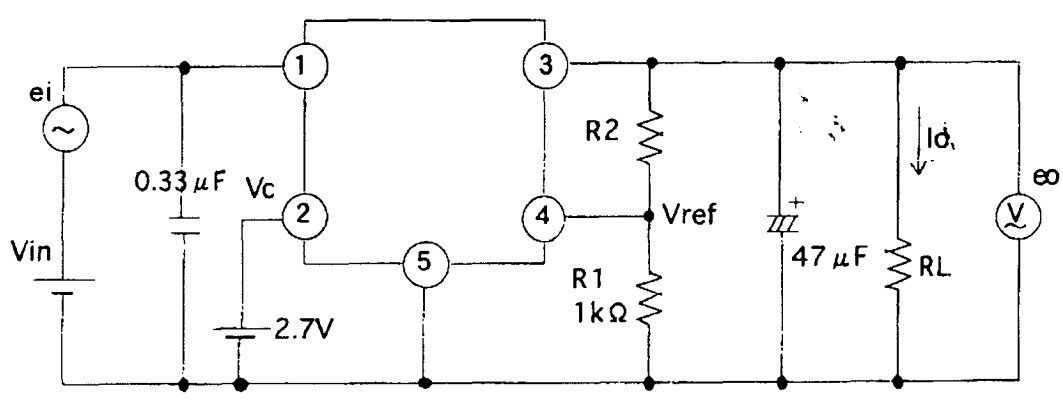 1
3
ei
~
R2
Io
0.33 μF
Vc
eo
2
4
Vref
+
V
~
Vin
47 μF
RL
5
R1
1kΩ
2.7V